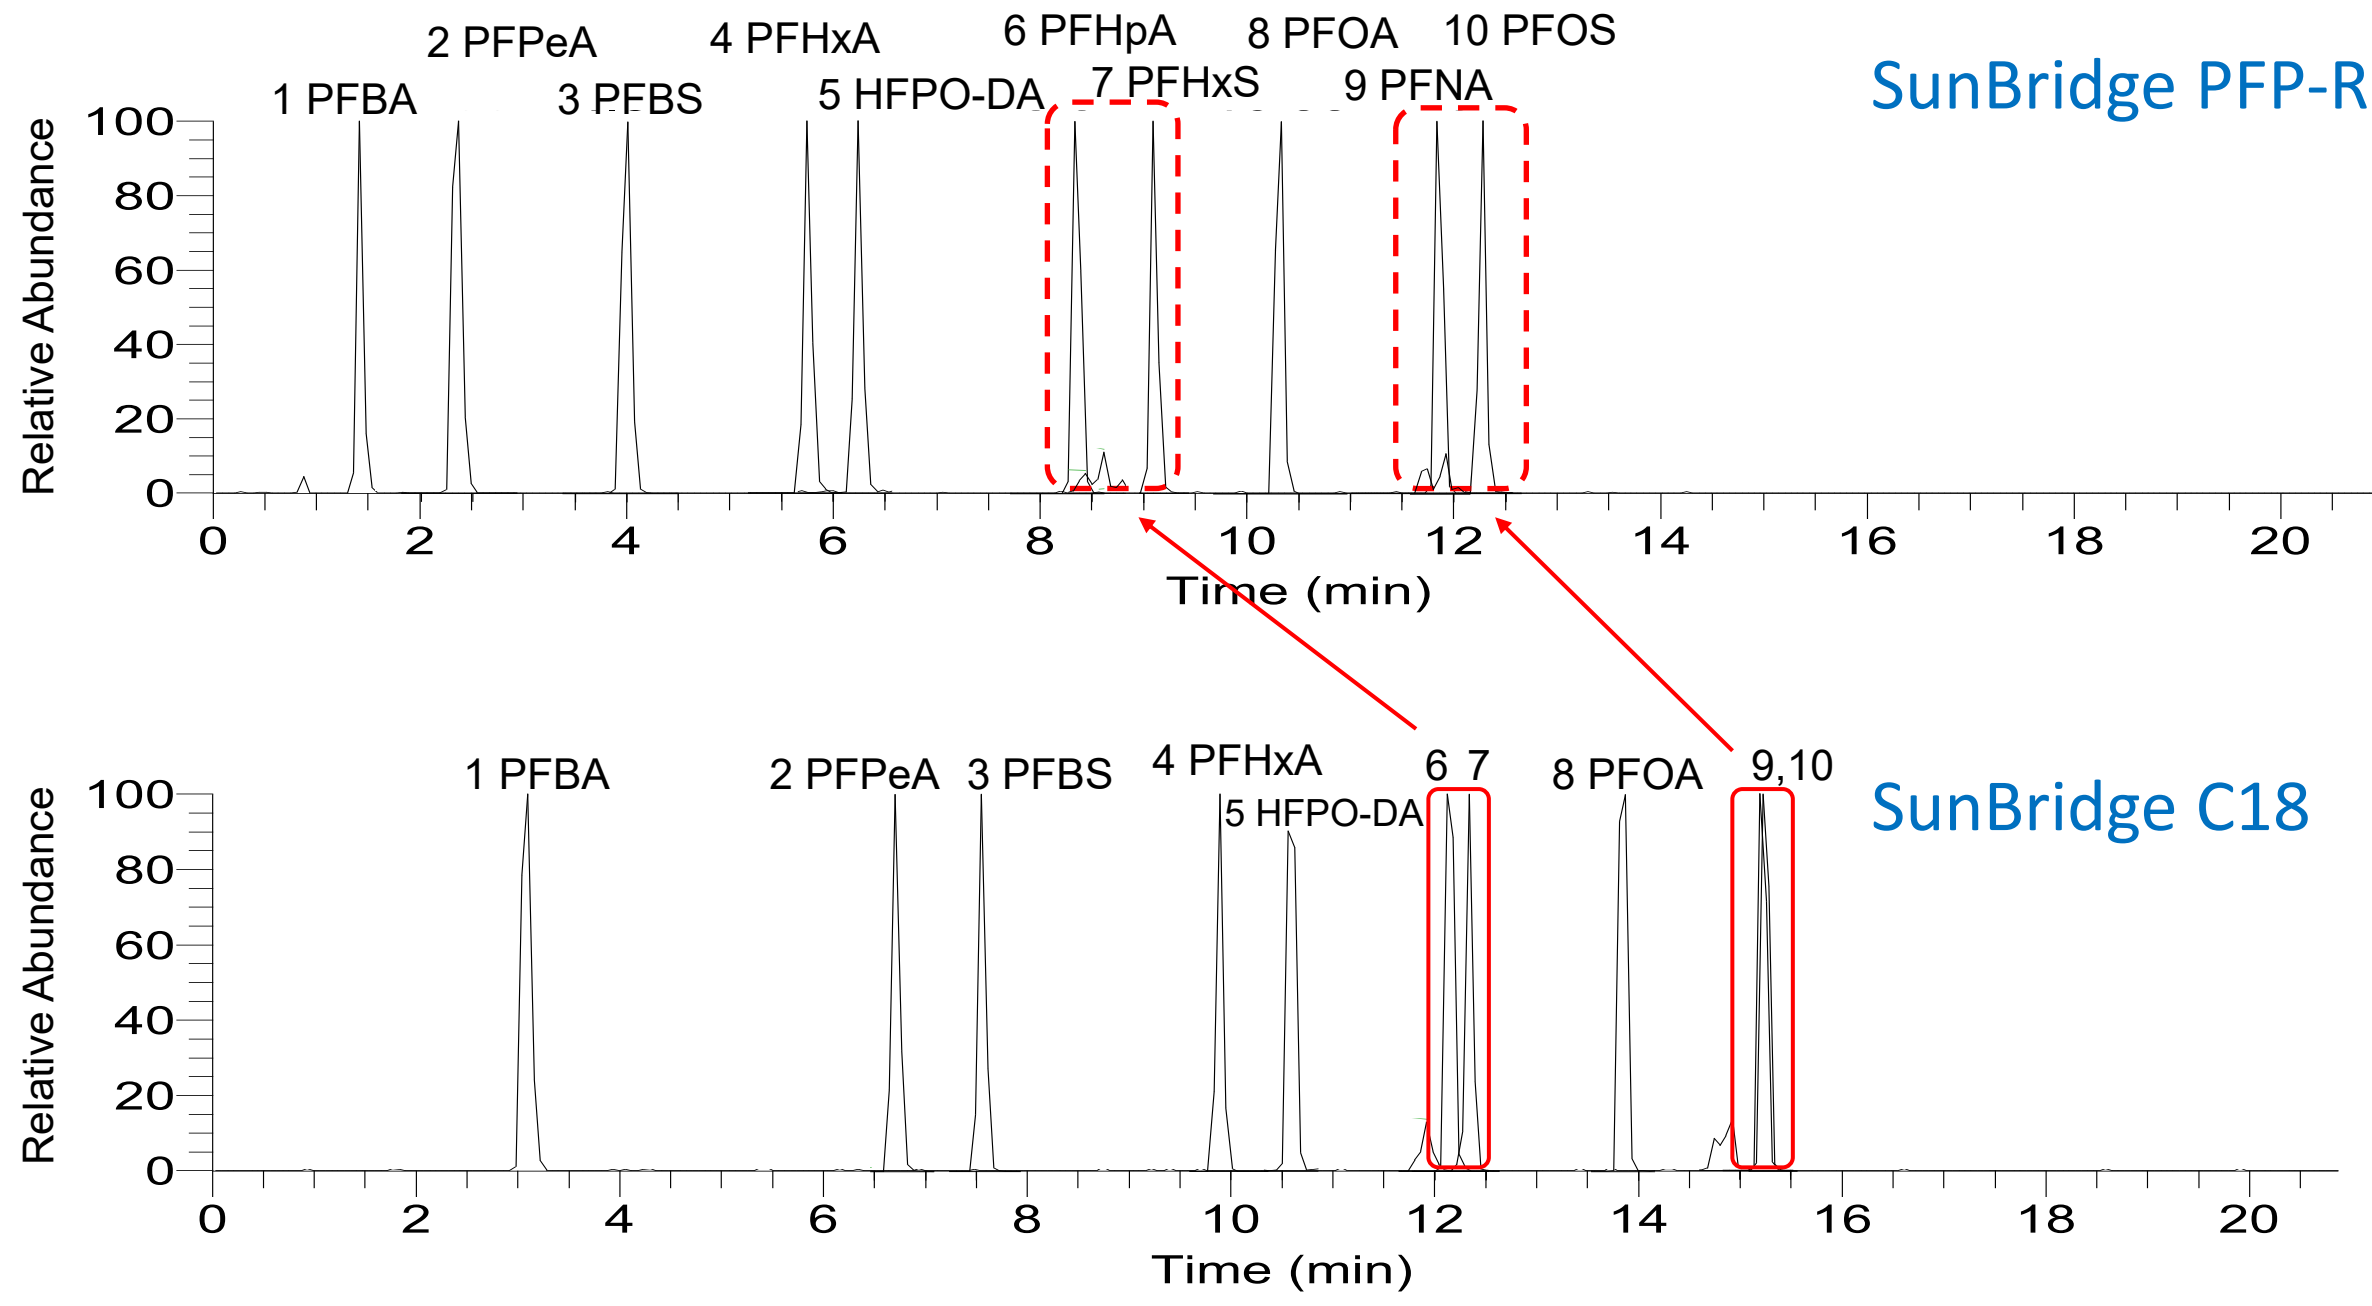 2 PFPeA
4 PFHxA
6 PFHpA
8 PFOA
10 PFOS
1 PFBA
3 PFBS
5 HFPO-DA
7 PFHxS
9 PFNA
SunBridge PFP-R
Relative Abundance
100
80
60
40
20
0
0 2 4 6 8 10 12 14 16 18 20
Time (min)
1 PFBA
2 PFPeA
3 PFBS
4 PFHxA
5 HFPO-DA
6 7
8 PFOA
9,10
SunBridge C18
Relative Abundance
100
80
60
40
20
0
0 2 4 6 8 10 12 14 16 18 20
Time (min)